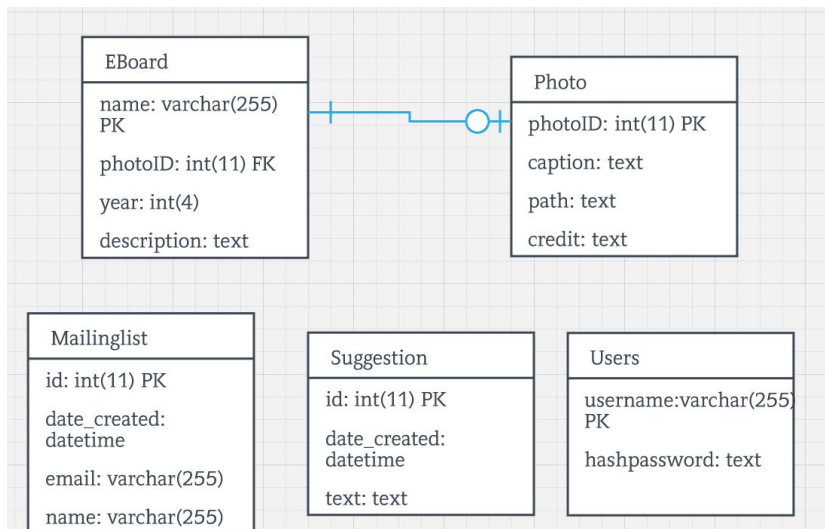 EBoard
name: varchar(255)
PK
photoID: int(11) FK
year: int(4)
description: text
Photo
photoID: int(11) PK
caption: text
path: text
credit: text
Mailinglist
id: int(11) PK
date_created:
datetime
email: varchar(255)
name: varchar(255)
Suggestion
id: int(11) PK
date_created:
datetime
text: text
Users
username:varchar(255)
PK
hashpassword: text